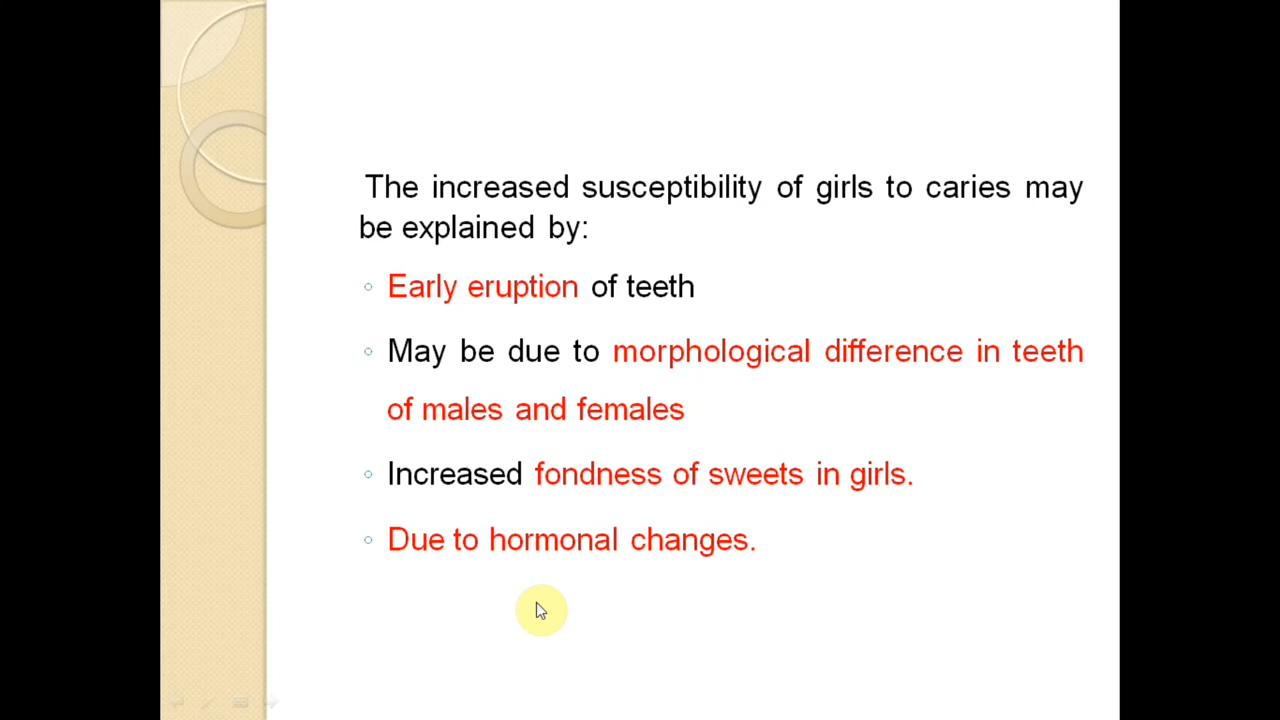 The increased susceptibility of girls to caries may
be explained by:
Early eruption of teeth
May be due to morphological difference in teeth
of males and females
Increased fondness of sweets in girls.
Due to hormonal changes.